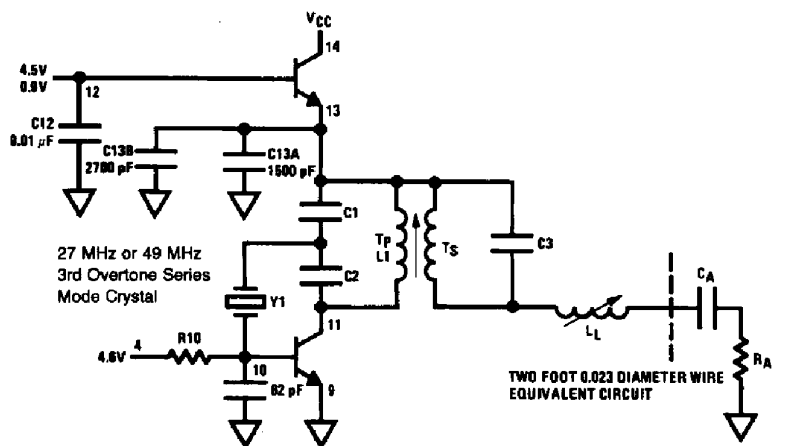 VCC
14
4.5V
0.9V
12
13
C12
0.01 μF
C13B
2700 pF
C13A
1500 pF
C1
27 MHz or 49 MHz
3rd Overtone Series
Mode Crystal
TP
L1
TS
C3
C2
Y1
CA
11
LL
R10
4.6V
4
10
RA
62 pF
9
TWO FOOT 0.023 DIAMETER WIRE
EQUIVALENT CIRCUIT